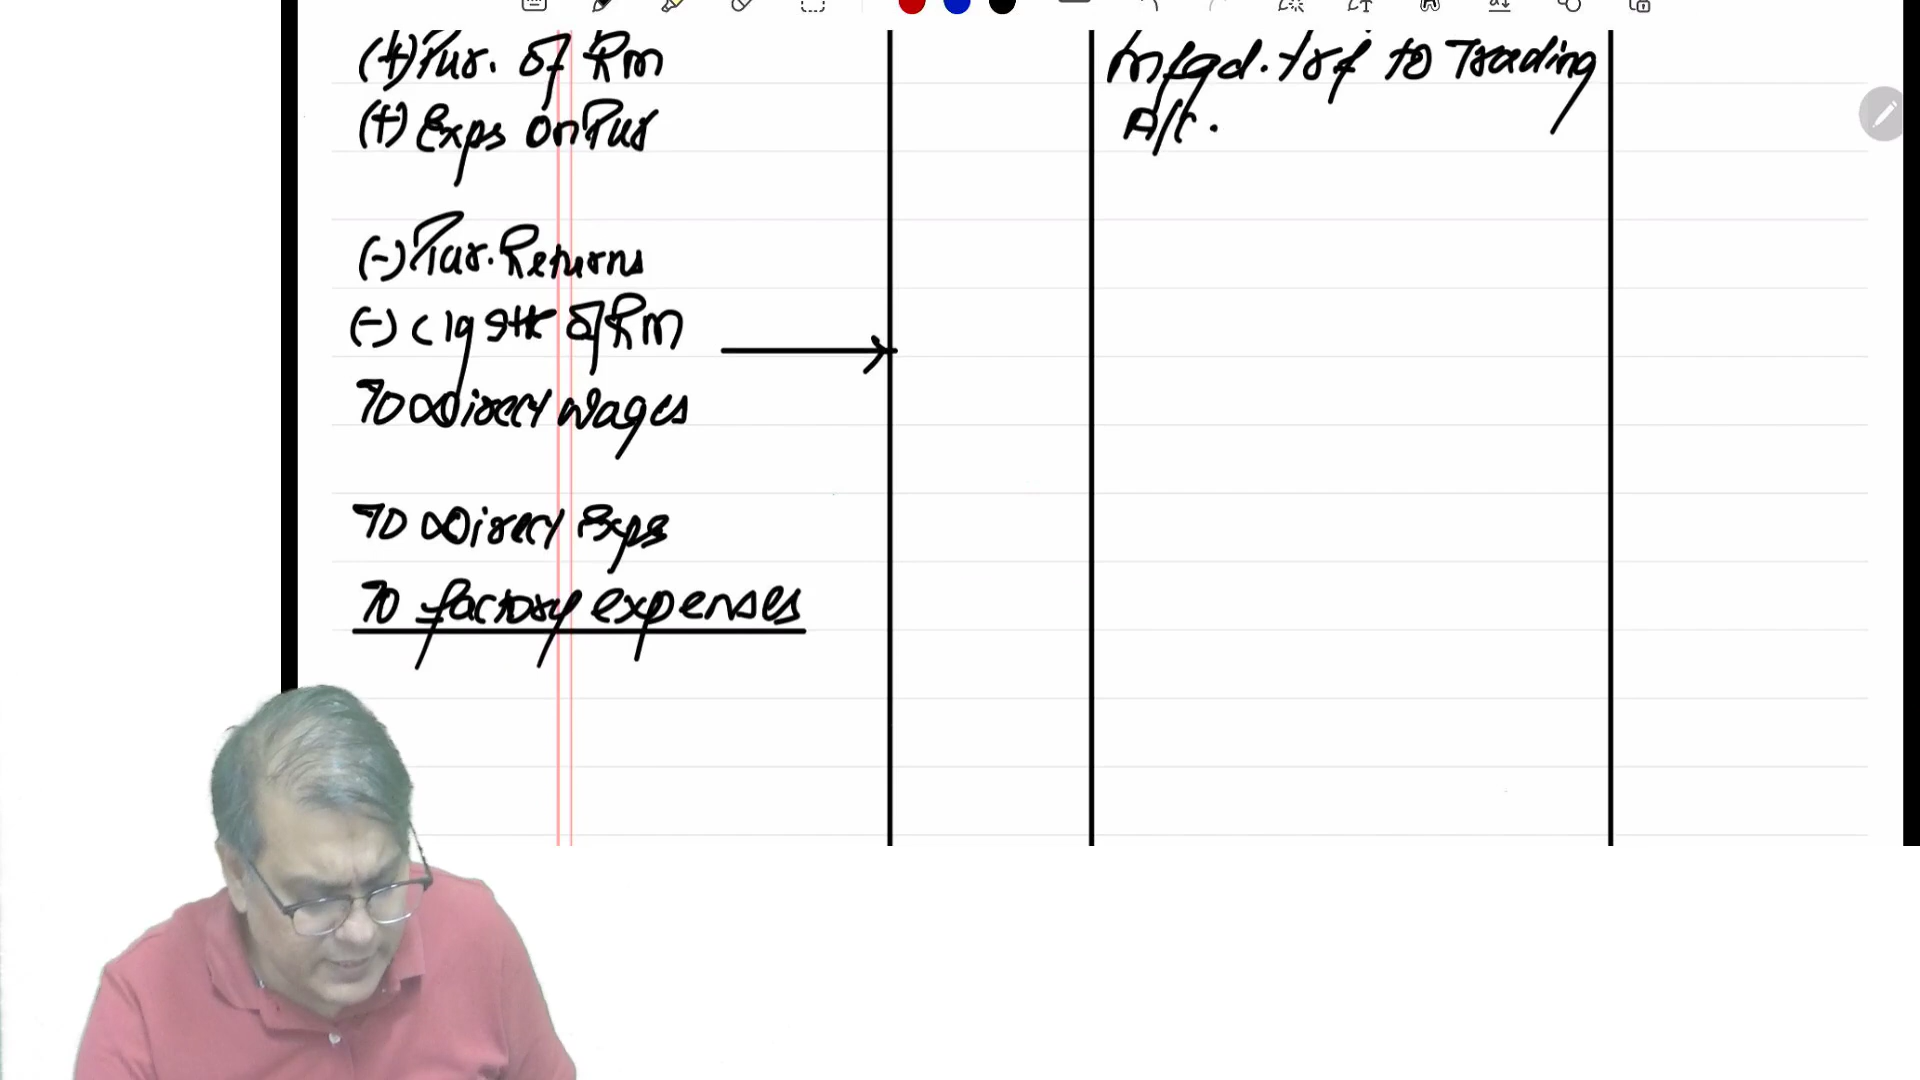 (+) Pur. of Rm
(+) Exps on Pur
(-) Pur. Returns
(-) Clg stk of Rm
To Direct wages
To Direct Exps
To factory expenses
Mfgd. trf to Trading
A/c.